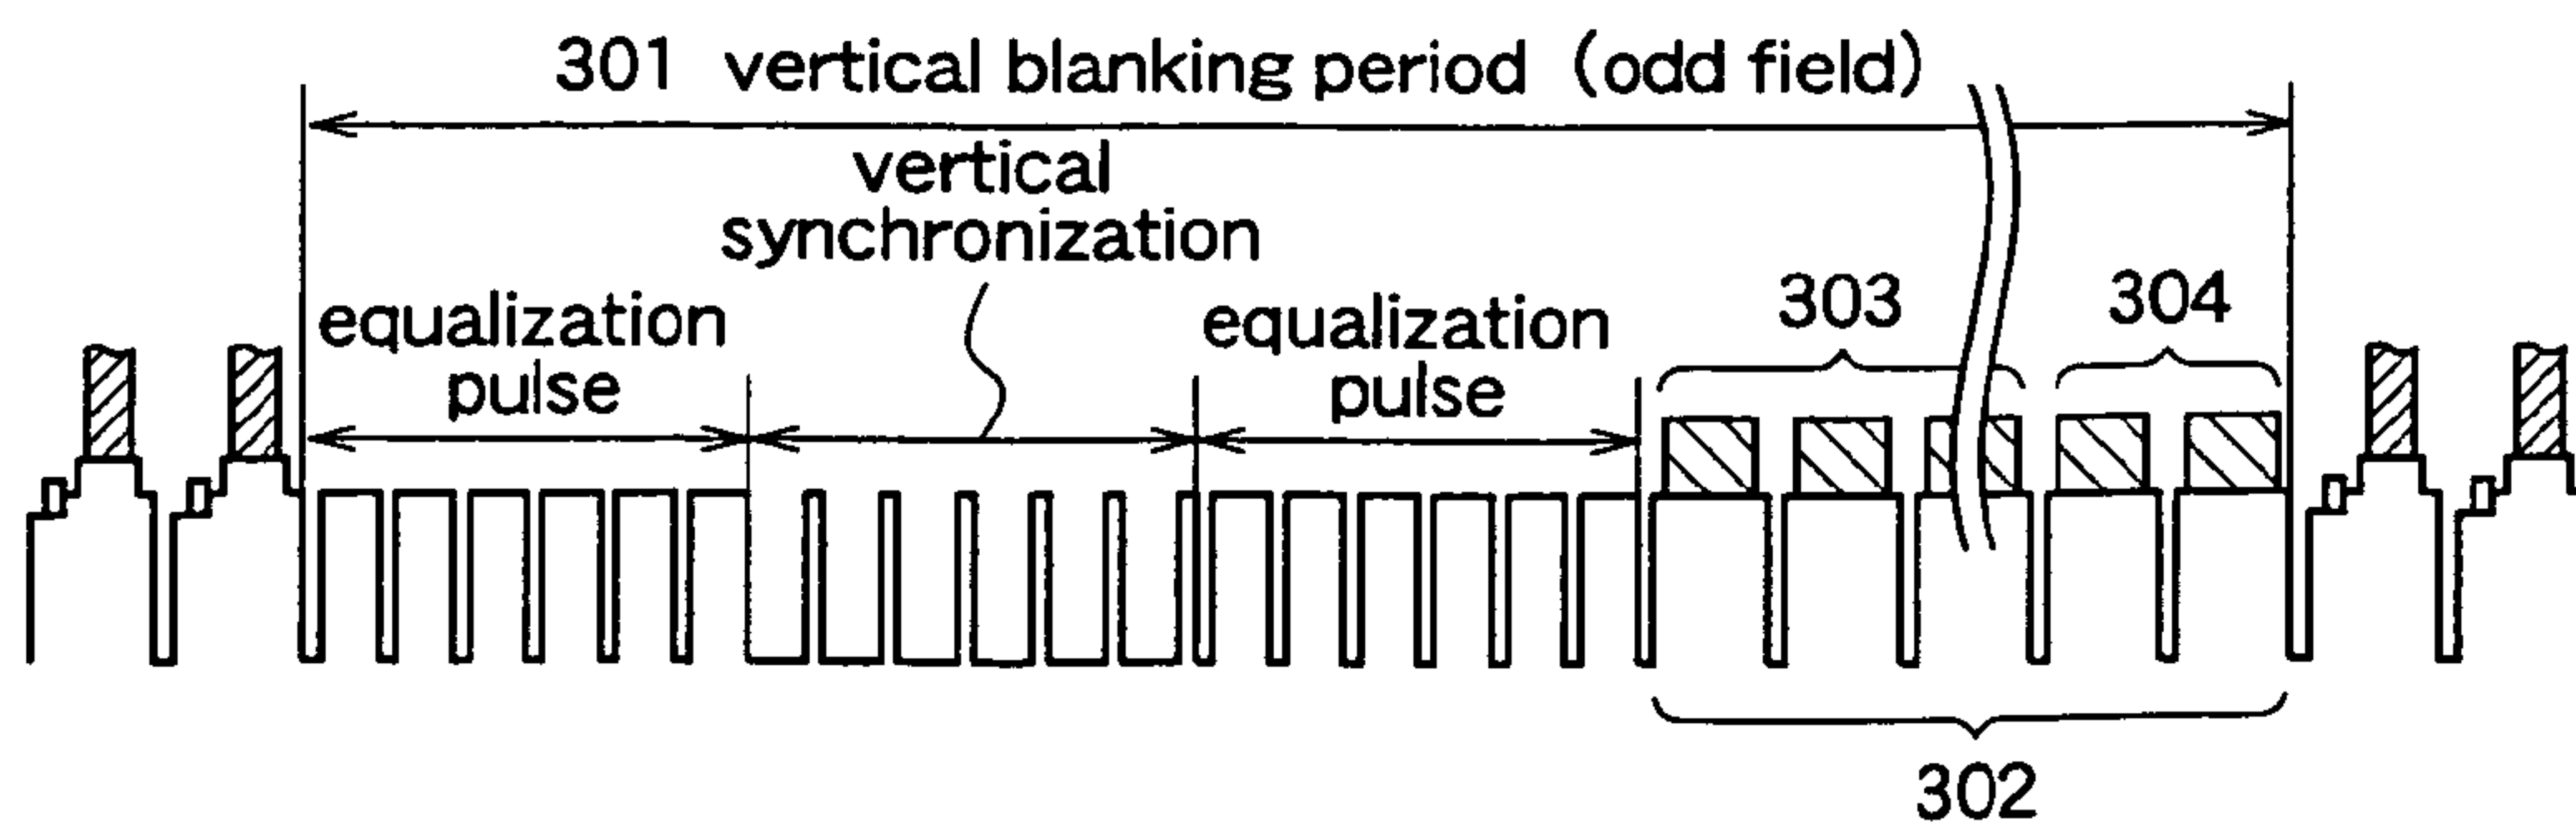 301 vertical blanking period (odd field)
vertical
synchronization
equalization
pulse
equalization
pulse
303
304
302